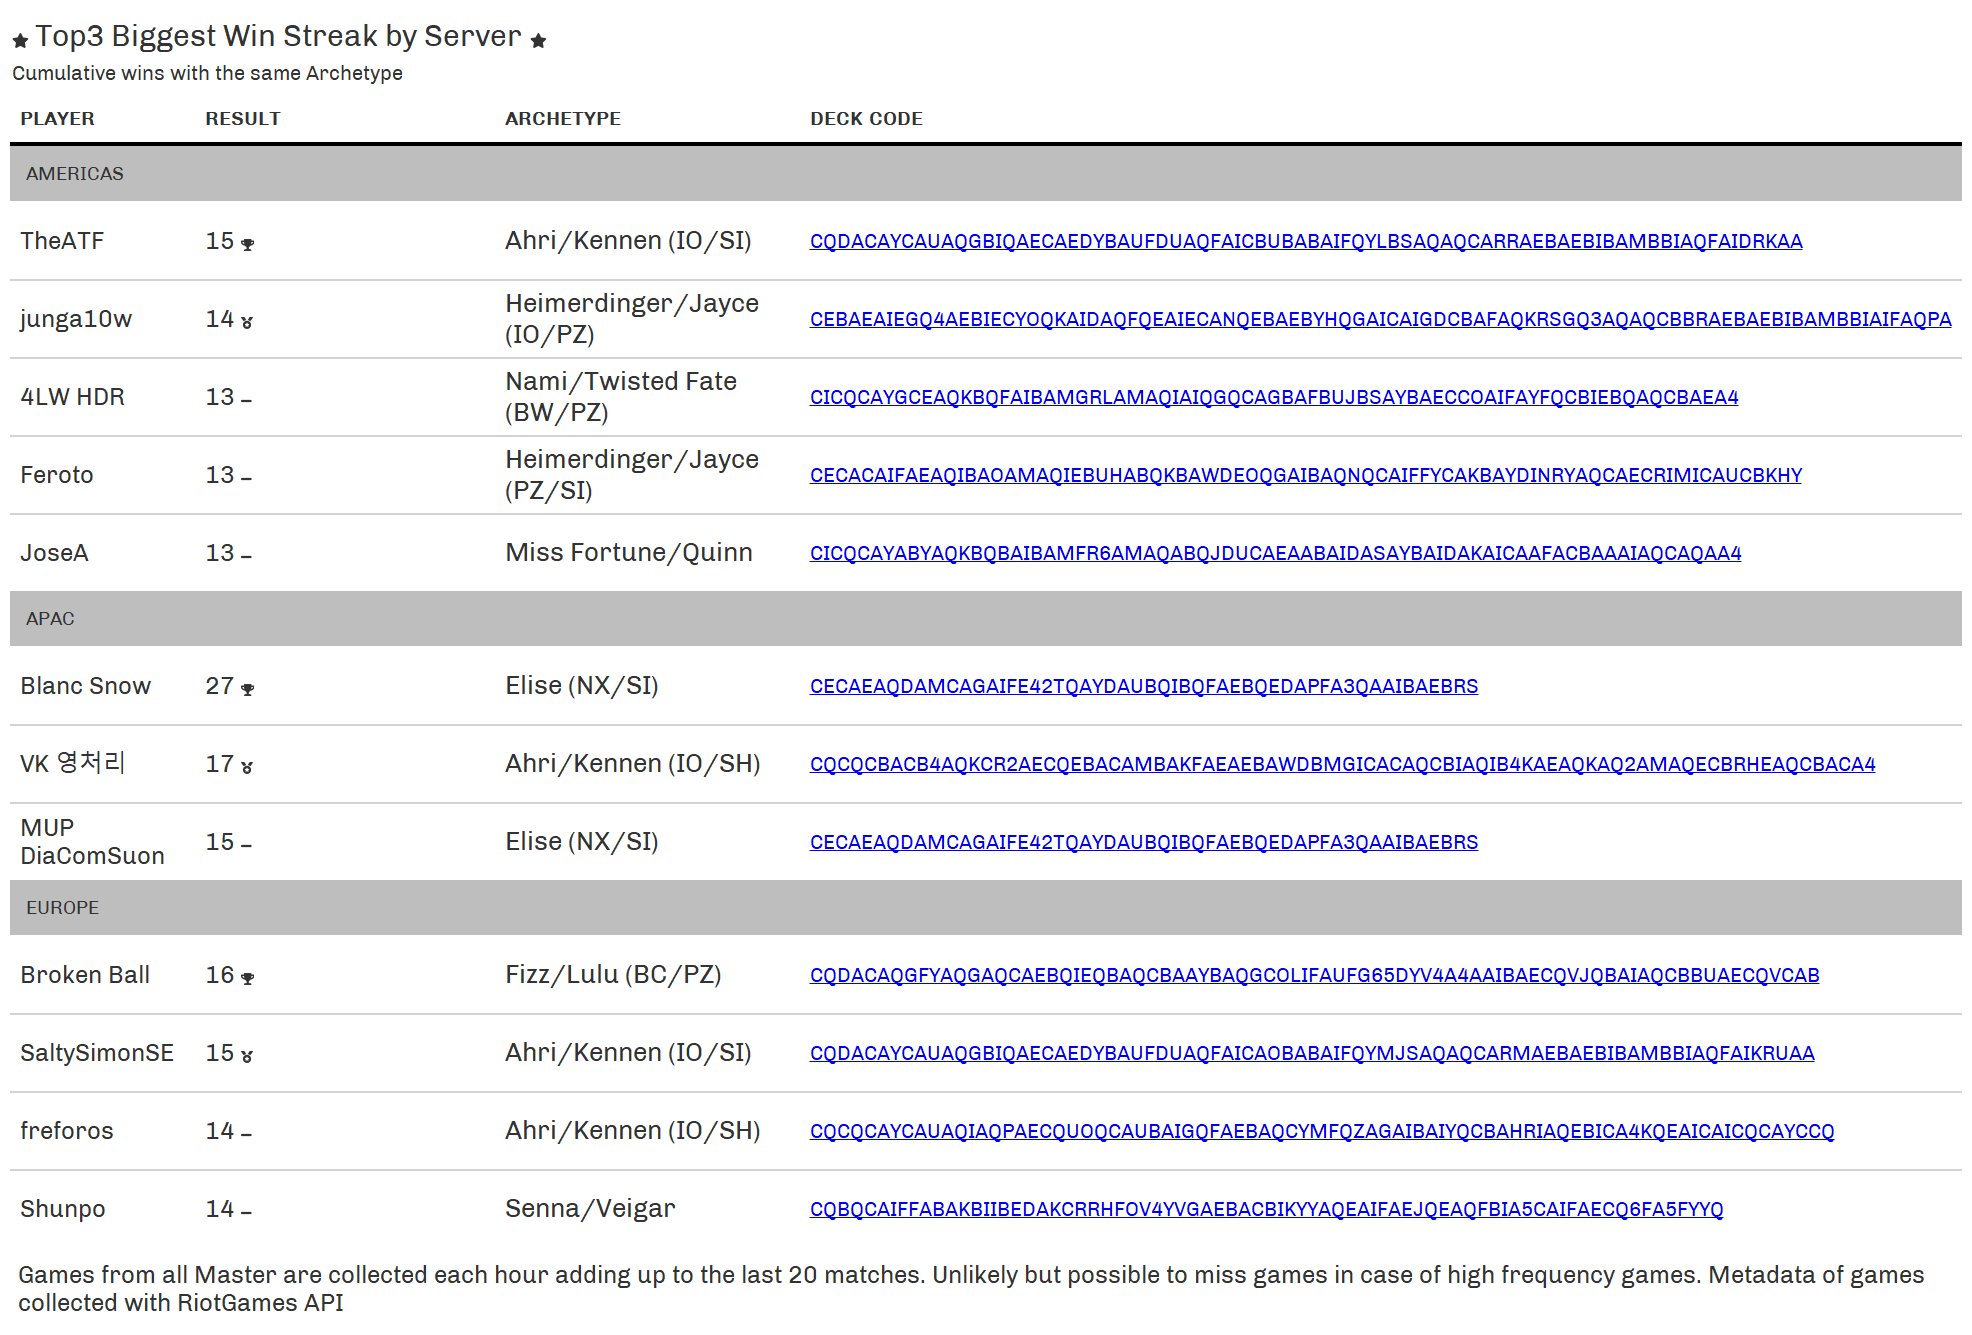 ★ Top3 Biggest Win Streak by Server ★
Cumulative wins with the same Archetype
PLAYER RESULT ARCHETYPE DECK CODE
AMERICAS
TheATF 15 Ahri/Kennen (IO/SI) CQDACAYCAUAQGBIQAECAEDYBAUFDUAQFAICBUBABAIFQYLBSAQAQCARRAEBAEBIBAMBBIAQFAIDRKAA
junga10w 14 Heimerdinger/Jayce
(IO/PZ) CEBAEAIEGQ4AEBIECYOQKAIDAQFQEAIECANQEBAEBYHQGAICAIGDCBAFAQKRSGQ3AQAQCBBRAEBAEBIBAMBBIAIFAQPA
4LW HDR 13 – Nami/Twisted Fate
(BW/PZ) CICQCAYGCEAQKBQFAIBAMGRLAMAQIAIQGQCAGBAFBUJBSAYBAECCOAIFAYFQCBIEBQAQCBAEA4
Feroto 13 – Heimerdinger/Jayce
(PZ/SI) CECACAIFAEAQIBAOAMAQIEBUHABQKBAWDEOQGAIBAQNQCAIFFYCAKBAYDINRYAQCAECRIMICAUCBKHY
JoseA 13 – Miss Fortune/Quinn CICQCAYABYAQKBQBAIBAMFR6AMAQABQJDUCAEAABAIDASAYBAIDAKAICAAFACBAAAIAQCAQAA4
APAC
Blanc Snow 27 Elise (NX/SI) CECAEAQDAMCAGAIFE42TQAYDAUBQIBQFAEBQEDAPFA3QAAIBAEBRS
VK 영처리 17 Ahri/Kennen (IO/SH) CQCQCBACB4AQKCR2AECQEBACAMBAKFAEAEBAWDBMGICACAQCBIAQIB4KAEAQKAQ2AMAQECBRHEAQCBACA4
MUP
DiaComSuon 15 – Elise (NX/SI) CECAEAQDAMCAGAIFE42TQAYDAUBQIBQFAEBQEDAPFA3QAAIBAEBRS
EUROPE
Broken Ball 16 Fizz/Lulu (BC/PZ) CQDACAQGFYAQGAQCAEBQIEQBAQCBAAYBAQGCOLIFAUFG65DYV4A4AAIBAECQVJQBAIAQCBBUAECQVCAB
SaltySimonSE 15 Ahri/Kennen (IO/SI) CQDACAYCAUAQGBIQAECAEDYBAUFDUAQFAICAOBABAIFQYMJSAQAQCARMAEBAEBIBAMBBIAQFAIKRUAA
freforos 14 – Ahri/Kennen (IO/SH) CQCQCAYCAUAQIAQPAECQUOQCAUBAIGQFAEBAQCYMFQZAGAIBAIYQCBAHRIAQEBICA4KQEAICAICQCAYCCQ
Shunpo 14 – Senna/Veigar CQBQCAIFFABAKBIIBEDAKCRRHFOV4YVGAEBACBIKYYAQEAIFAEJQEAQFBIA5CAIFAECQ6FA5FYYQ
Games from all Master are collected each hour adding up to the last 20 matches. Unlikely but possible to miss games in case of high frequency games. Metadata of games
collected with RiotGames API